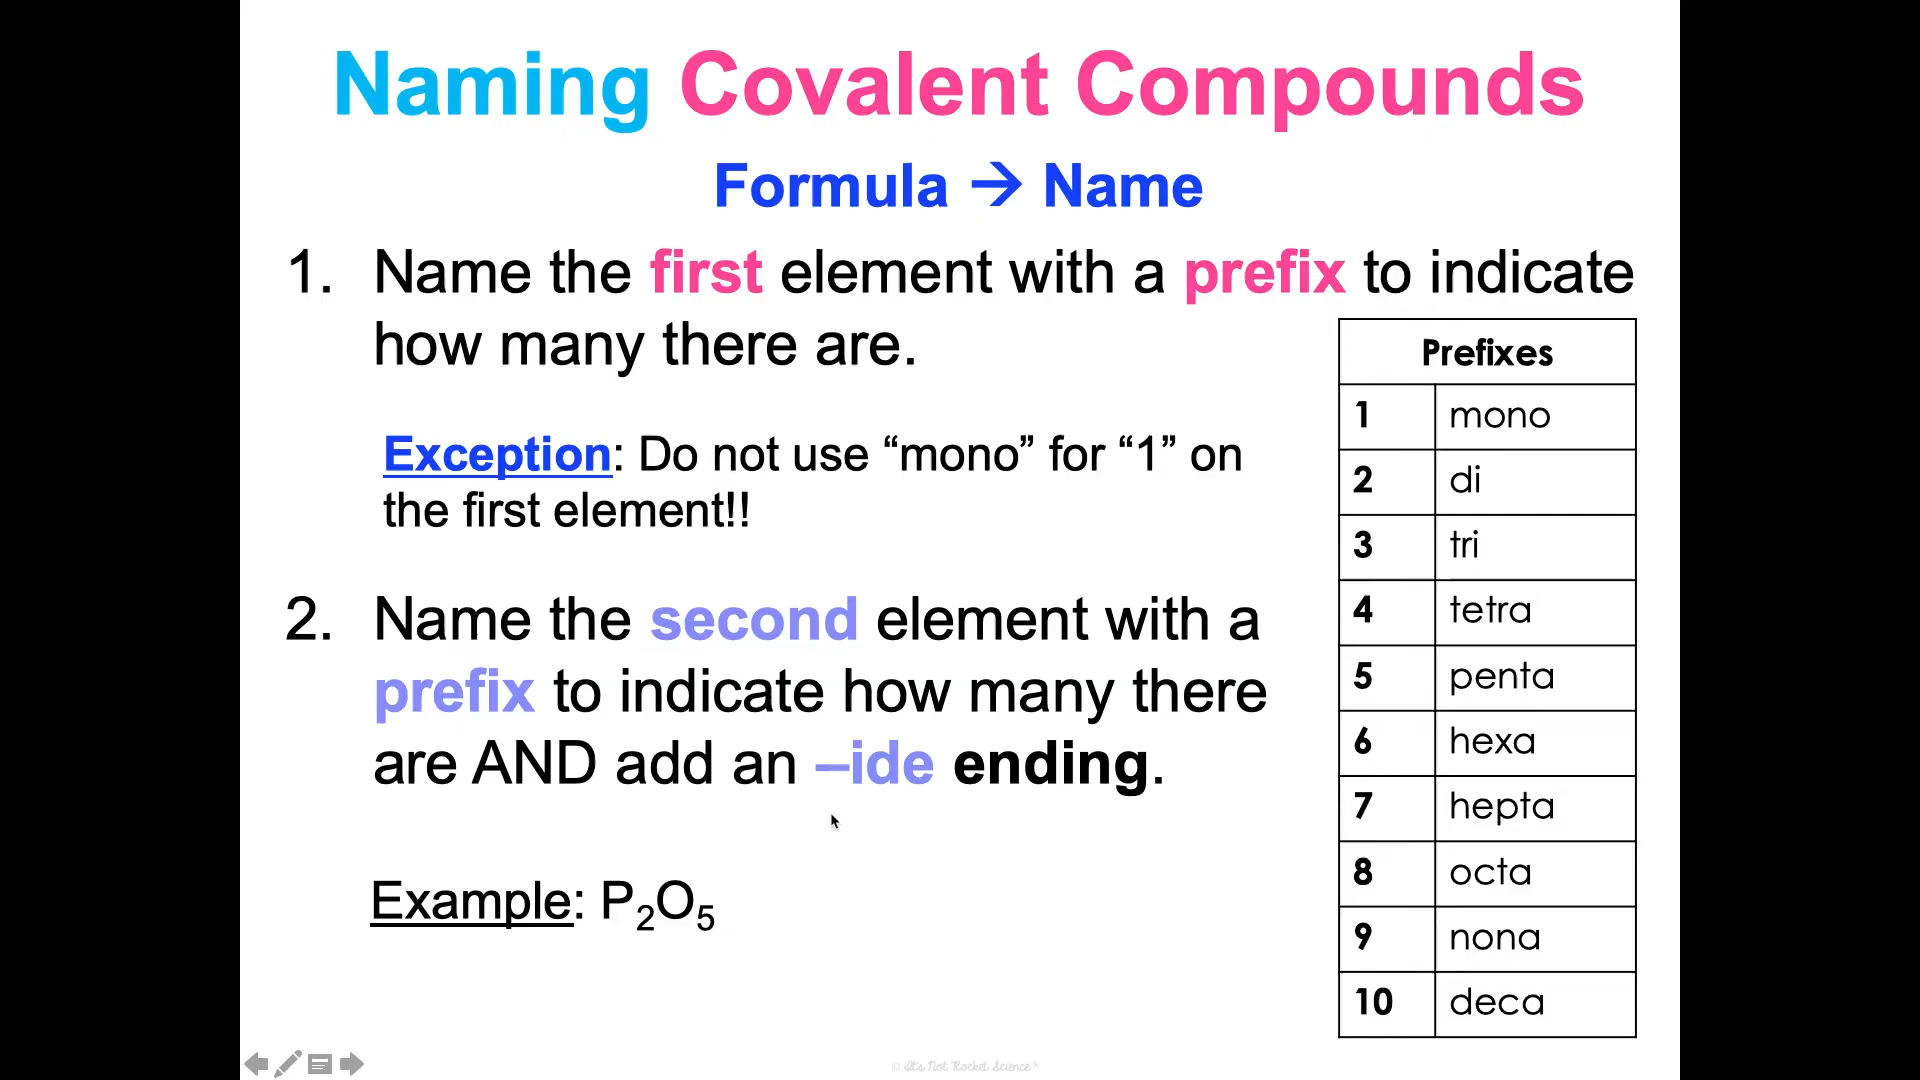 Naming Covalent Compounds
Formula → Name
1. Name the first element with a prefix to indicate
how many there are.
Exception: Do not use “mono” for “1” on
the first element!!
2. Name the second element with a
prefix to indicate how many there
are AND add an –ide ending.
Example: P₂O₅
Prefixes
1 mono
2 di
3 tri
4 tetra
5 penta
6 hexa
7 hepta
8 octa
9 nona
10 deca
© It's Not Rocket Science®